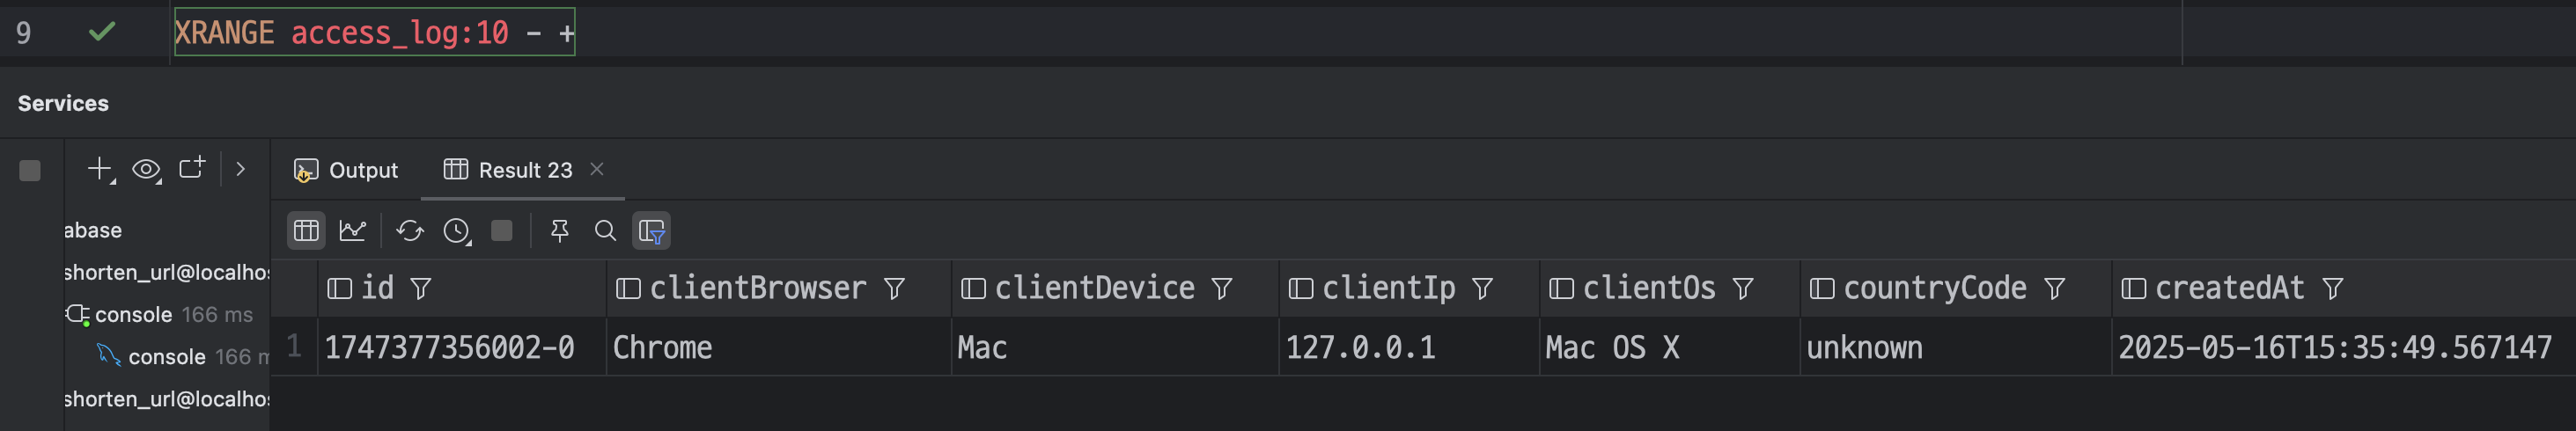 9 XRANGE access_log:10 - +
Services
Output Result 23
abase
shorten_url@localhos
console 166 ms
console 166 m
shorten_url@localhos
id clientBrowser clientDevice clientIp clientOs countryCode createdAt
1 1747377356002-0 Chrome Mac 127.0.0.1 Mac OS X unknown 2025-05-16T15:35:49.567147